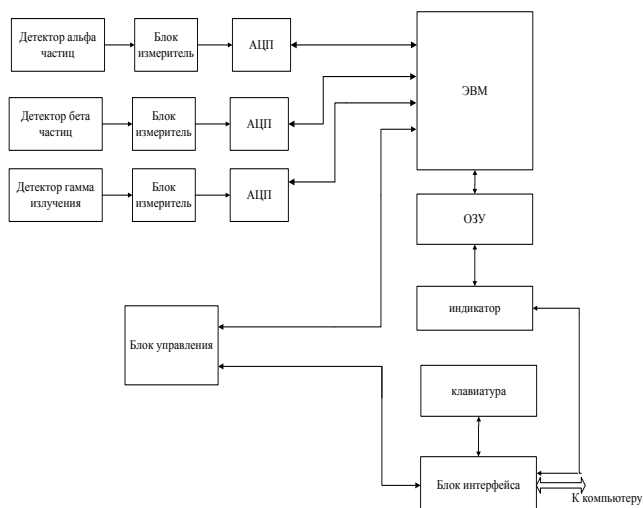 Детектор альфа
частиц
Блок
измеритель
АЦП
ЭВМ
Детектор бета
частиц
Блок
измеритель
АЦП
Детектор гамма
излучения
Блок
измеритель
АЦП
ОЗУ
индикатор
Блок управления
клавиатура
Блок интерфейса
К компьютеру